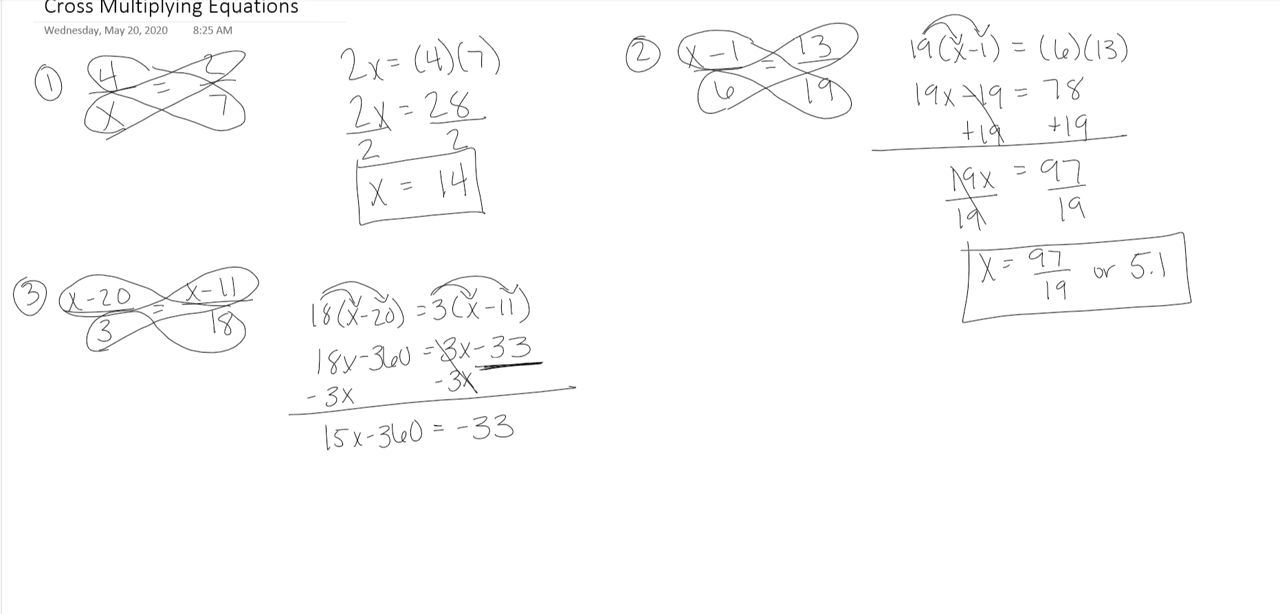 Cross Multiplying Equations
Wednesday, May 20, 2020 8:25 AM
① 4/x = 2/7
2x = (4)(7)
2x/2 = 28/2
x = 14
② x-1/6 = 13/19
19(x-1) = (6)(13)
19x-19 = 78
+19 +19
19x/19 = 97/19
x = 97/19 or 5.1
③ x-20/3 = x-11/18
18(x-20) = 3(x-11)
18x-360 = 3x-33
-3x -3x
15x-360 = -33